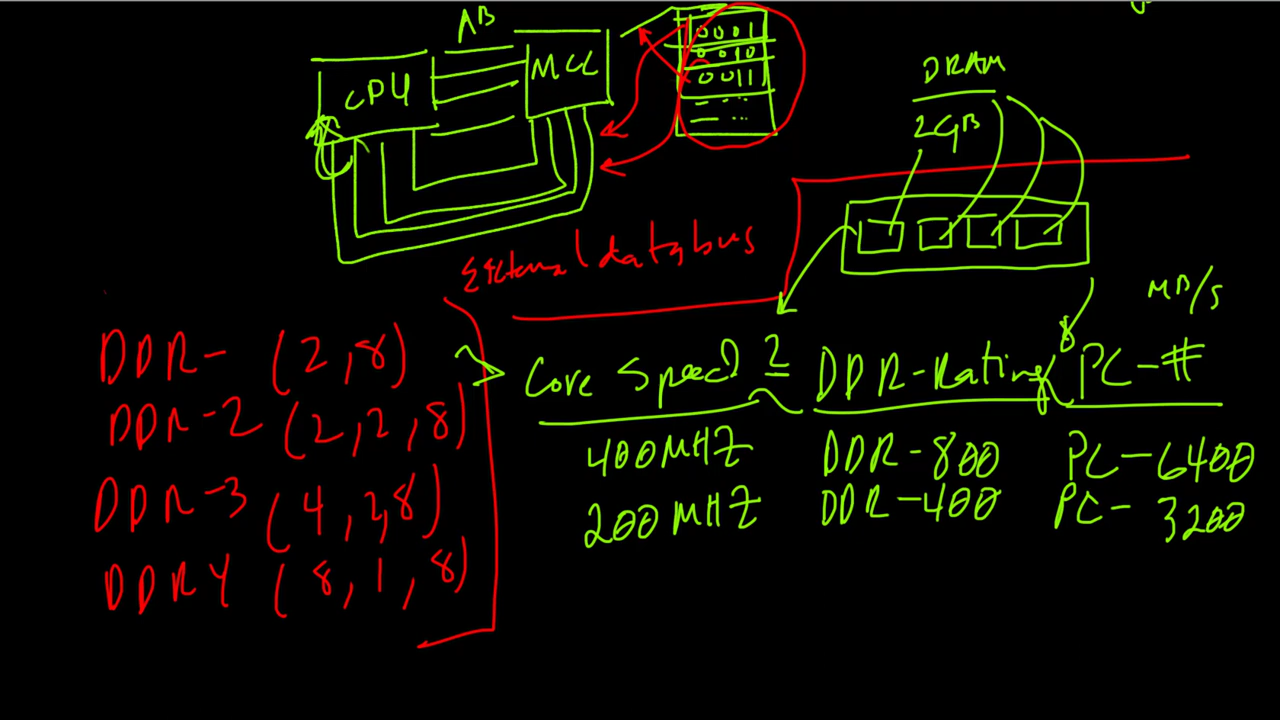 AB
CPU
MCC
0001
0010
0011
DRAM
2GB
External data bus
MB/s
DDR- (2,8)
DDR-2 (2,2,8)
DDR-3 (4,2,8)
DDR4 (8,1,8)
Core Speed 2 DDR-Rating 8 PC-#
400MHZ DDR-800 PC-6400
200MHZ DDR-400 PC-3200